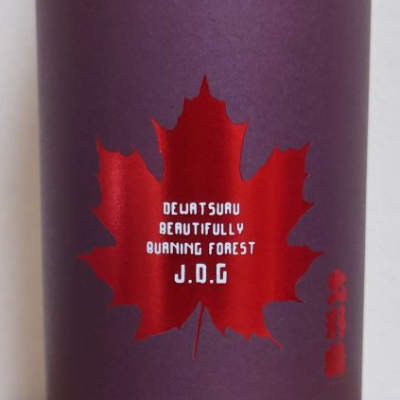 DEWATSURU
BEAUTIFULLY
BURNING FOREST
J.D.G